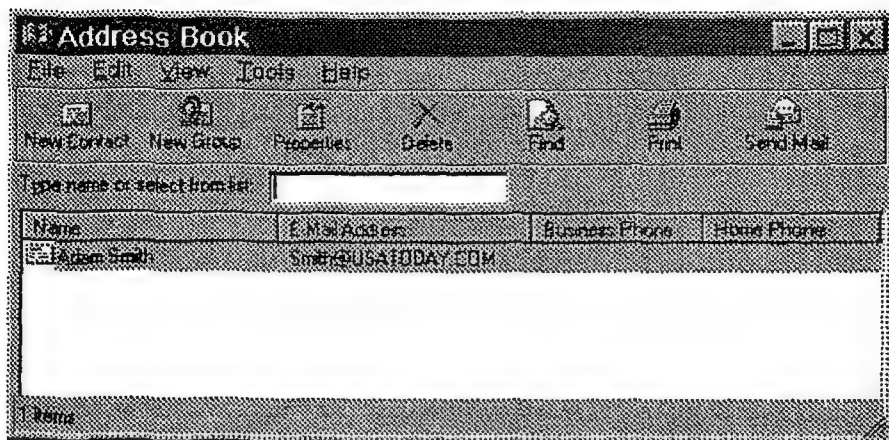 Address Book
File Edit View Tools Help
New Contact New Group Properties Delete Find Print Send Mail
Type name or select from list:
Name E-Mail Address Business Phone Home Phone
Adam Smith Smith@USATODAY.COM
1 items